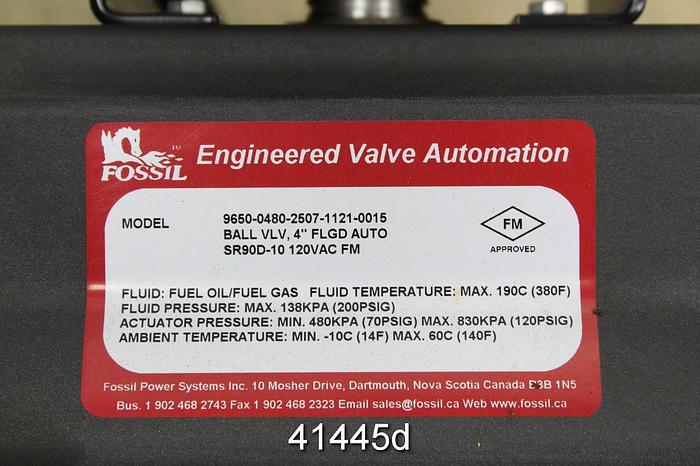 FOSSIL
TM
Engineered Valve Automation
MODEL 9650-0480-2507-1121-0015
BALL VLV, 4" FLGD AUTO
SR90D-10 120VAC FM
FM
APPROVED
FLUID: FUEL OIL/FUEL GAS FLUID TEMPERATURE: MAX. 190C (380F)
FLUID PRESSURE: MAX. 138KPA (200PSIG)
ACTUATOR PRESSURE: MIN. 480KPA (70PSIG) MAX. 830KPA (120PSIG)
AMBIENT TEMPERATURE: MIN. -10C (14F) MAX. 60C (140F)
Fossil Power Systems Inc. 10 Mosher Drive, Dartmouth, Nova Scotia Canada B3B 1N5
Bus. 1 902 468 2743 Fax 1 902 468 2323 Email sales@fossil.ca Web www.fossil.ca
41445d